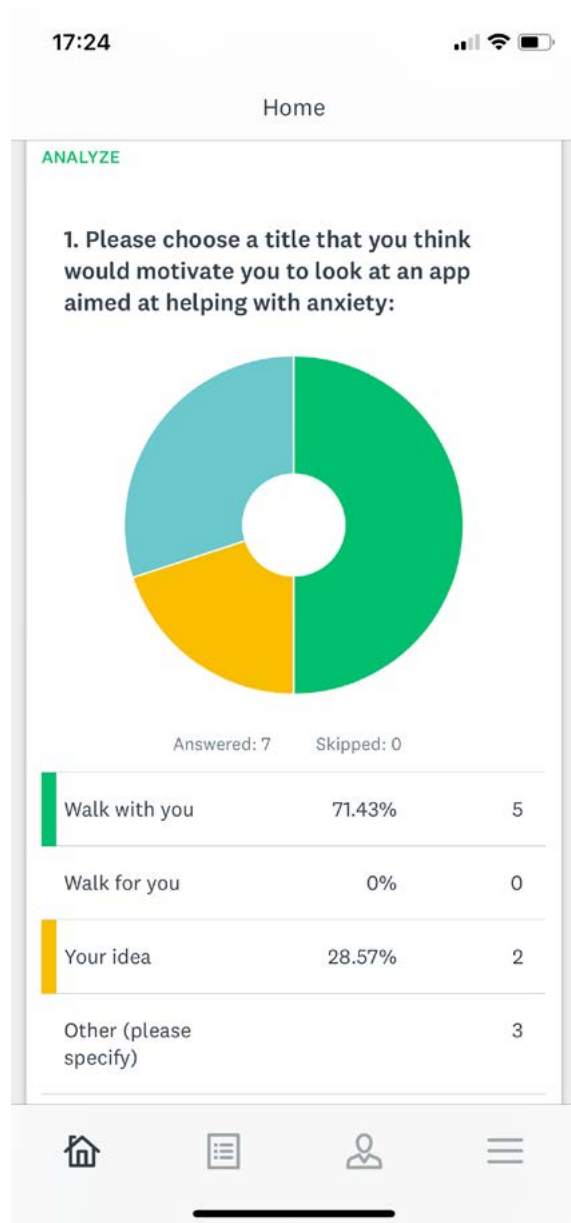 17:24
Home
ANALYZE
1. Please choose a title that you think
would motivate you to look at an app
aimed at helping with anxiety:
Answered: 7 Skipped: 0
Walk with you 71.43% 5
Walk for you 0% 0
Your idea 28.57% 2
Other (please 3
specify)